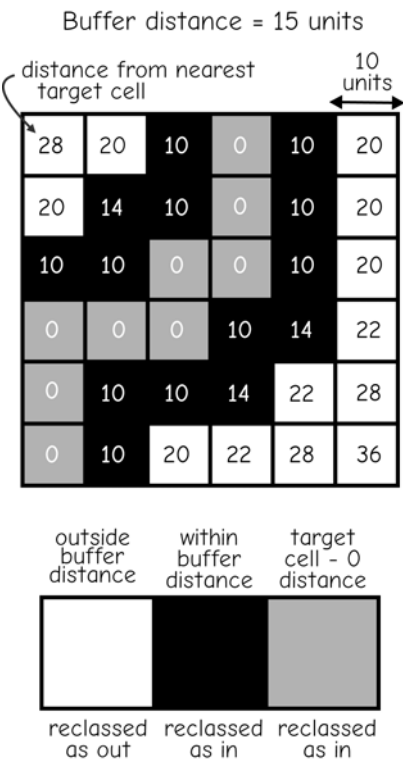 Buffer distance = 15 units
distance from nearest
target cell
10
units
28 20 10 0 10 20
20 14 10 0 10 20
10 10 0 0 10 20
0 0 0 10 14 22
0 10 10 14 22 28
0 10 20 22 28 36
outside
buffer
distance
within
buffer
distance
target
cell - 0
distance
reclassed
as out
reclassed
as in
reclassed
as in